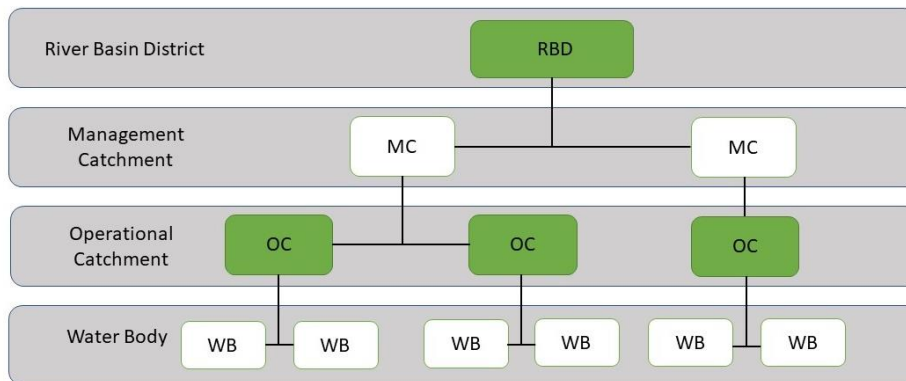 River Basin District
RBD
Management
Catchment
MC
MC
Operational
Catchment
OC
OC
OC
Water Body
WB
WB
WB
WB
WB
WB